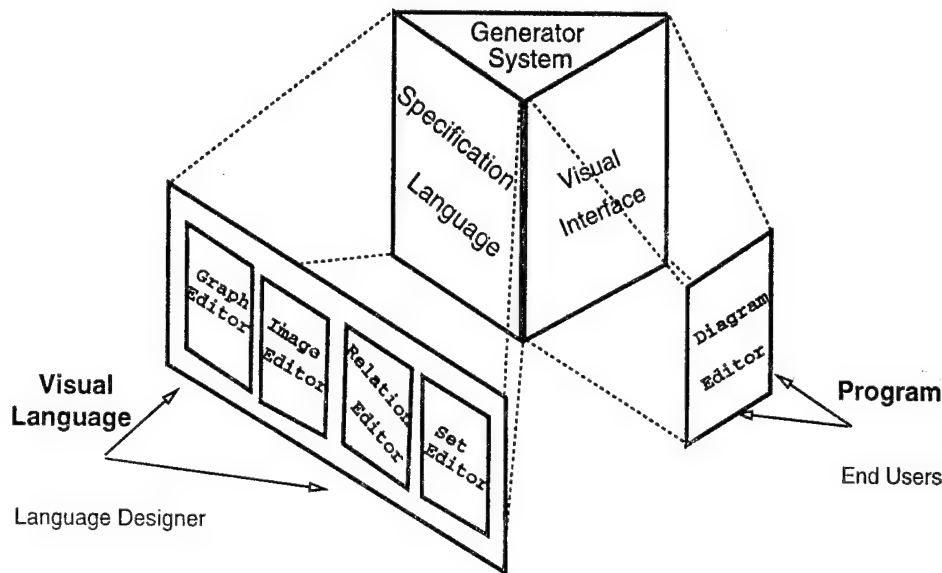 Generator
System
Specification
Language
Visual
Interface
Graph
Editor
Image
Editor
Relation
Editor
Set
Editor
Diagram
Editor
Visual
Language
Language Designer
Program
End Users